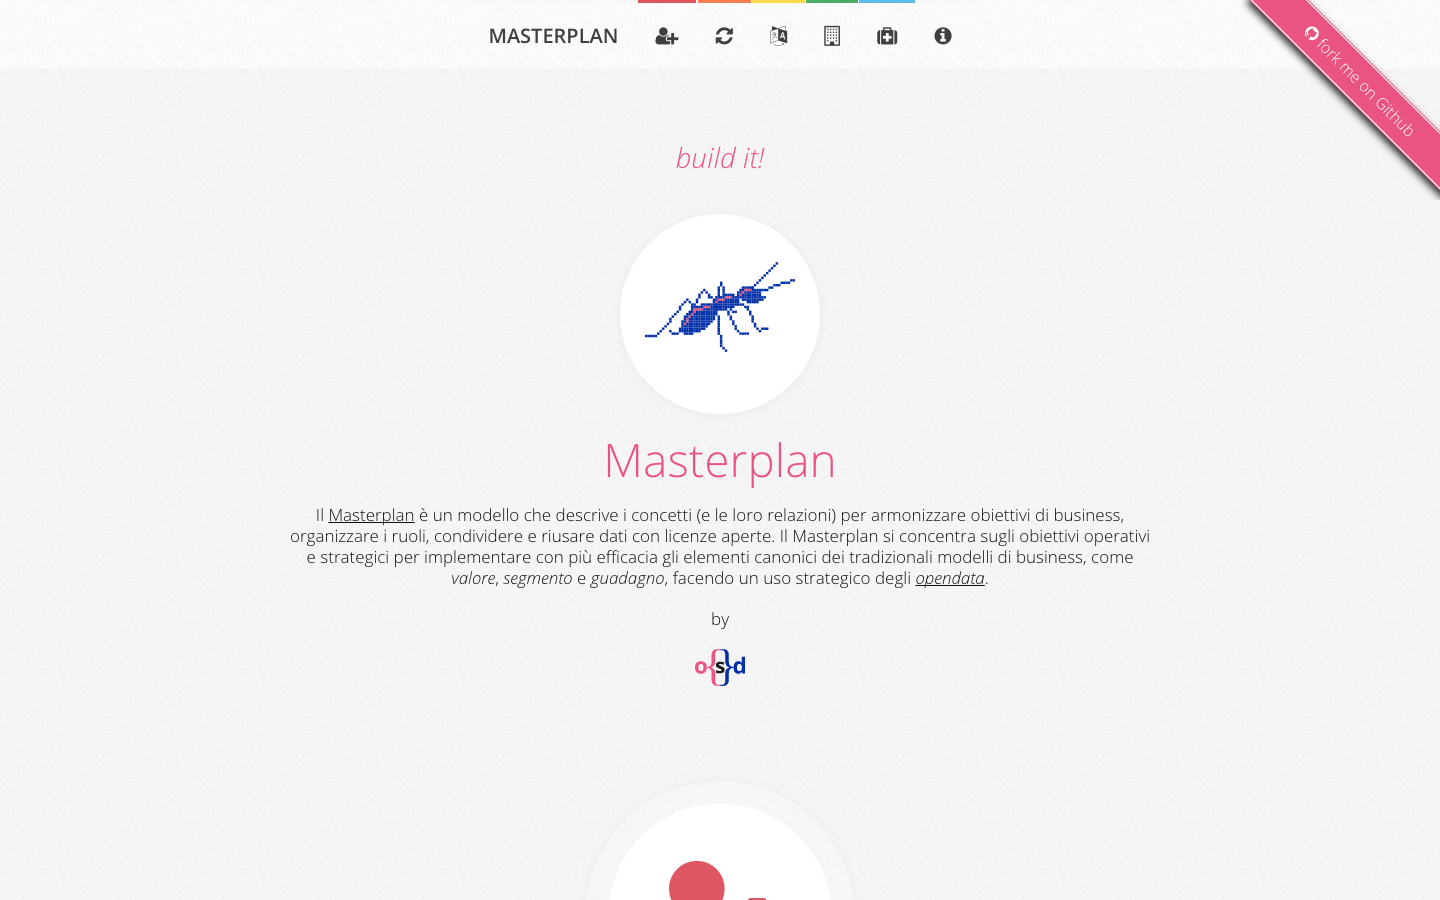 MASTERPLAN
fork me on Github
build it!
Masterplan
Il Masterplan è un modello che descrive i concetti (e le loro relazioni) per armonizzare obiettivi di business,
organizzare i ruoli, condividere e riusare dati con licenze aperte. Il Masterplan si concentra sugli obiettivi operativi
e strategici per implementare con più efficacia gli elementi canonici dei tradizionali modelli di business, come
valore, segmento e guadagno, facendo un uso strategico degli opendata.
by
o{s}d